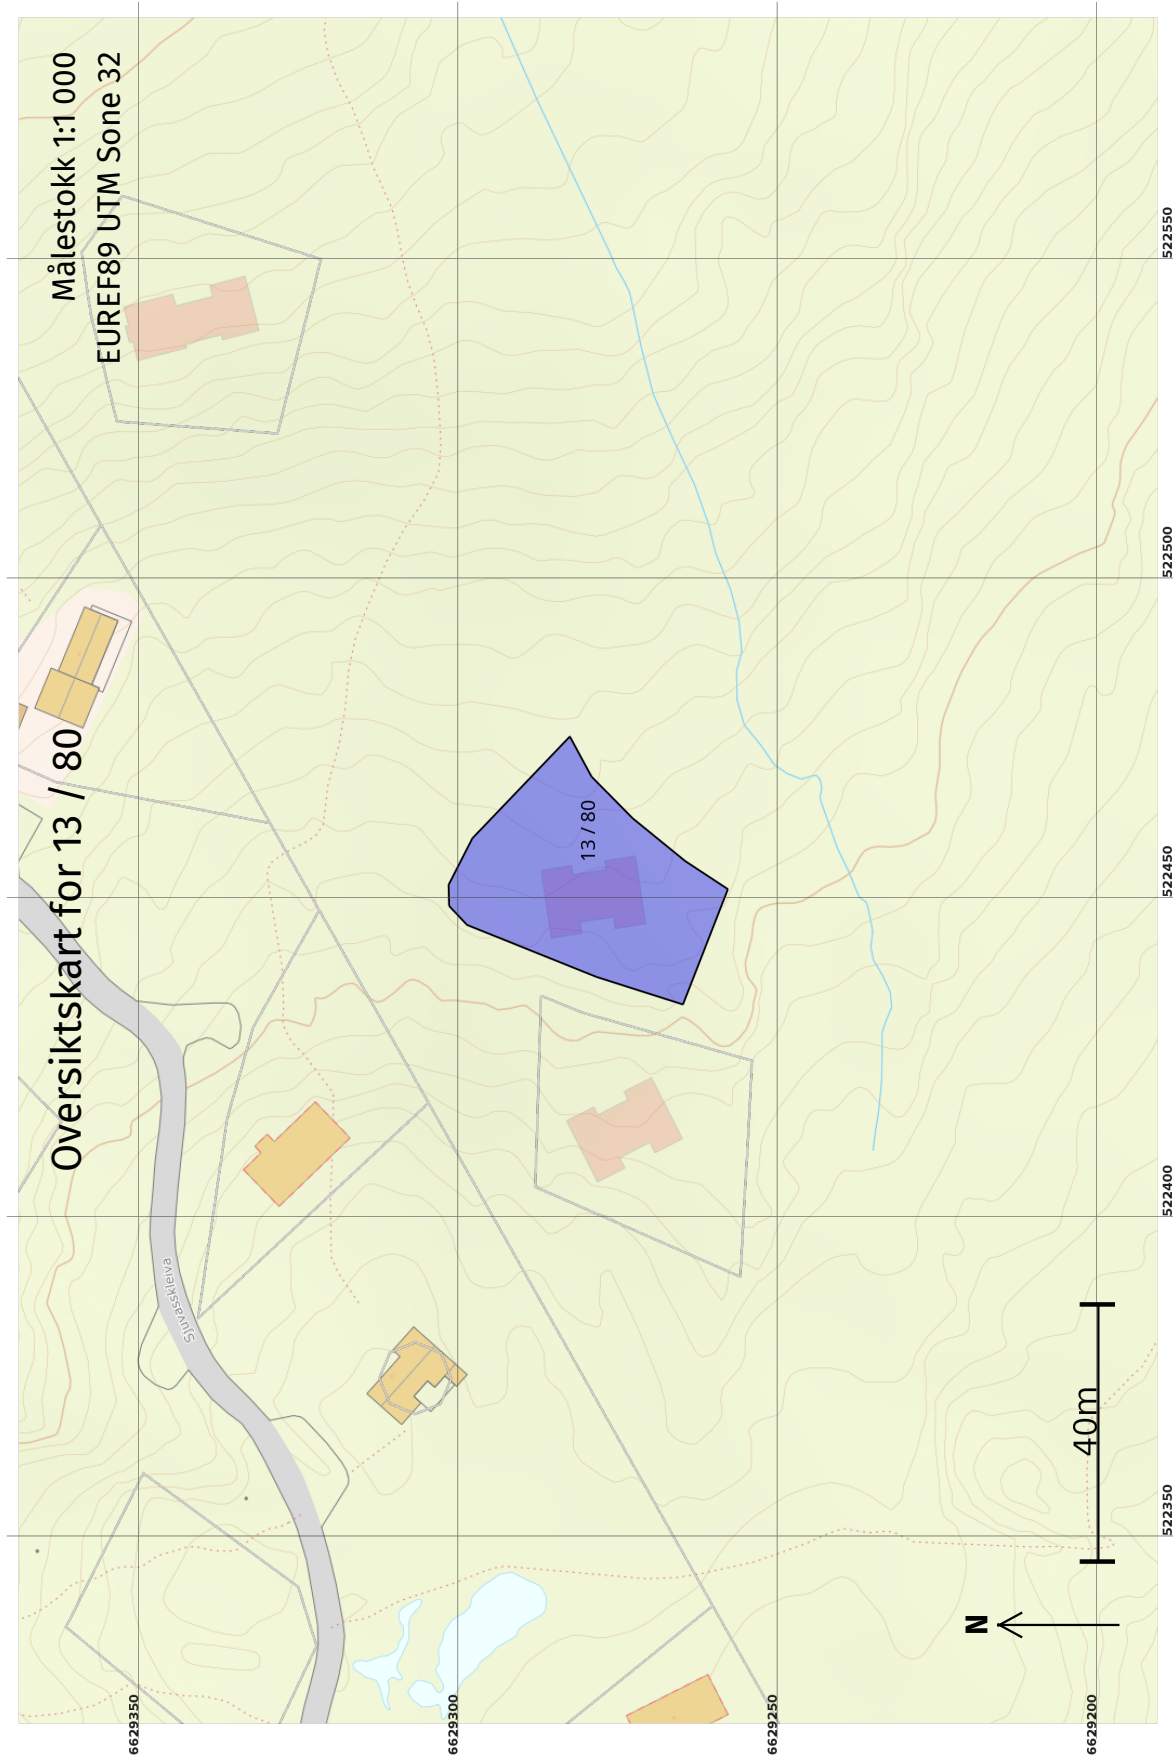 Oversiktskart for 13 / 80
Målestokk 1:1 000
EUREF89 UTM Sone 32
Sjuvasskleiva
13 / 80
40m
N
6629350
6629300
6629250
6629200
522350
522400
522450
522500
522550